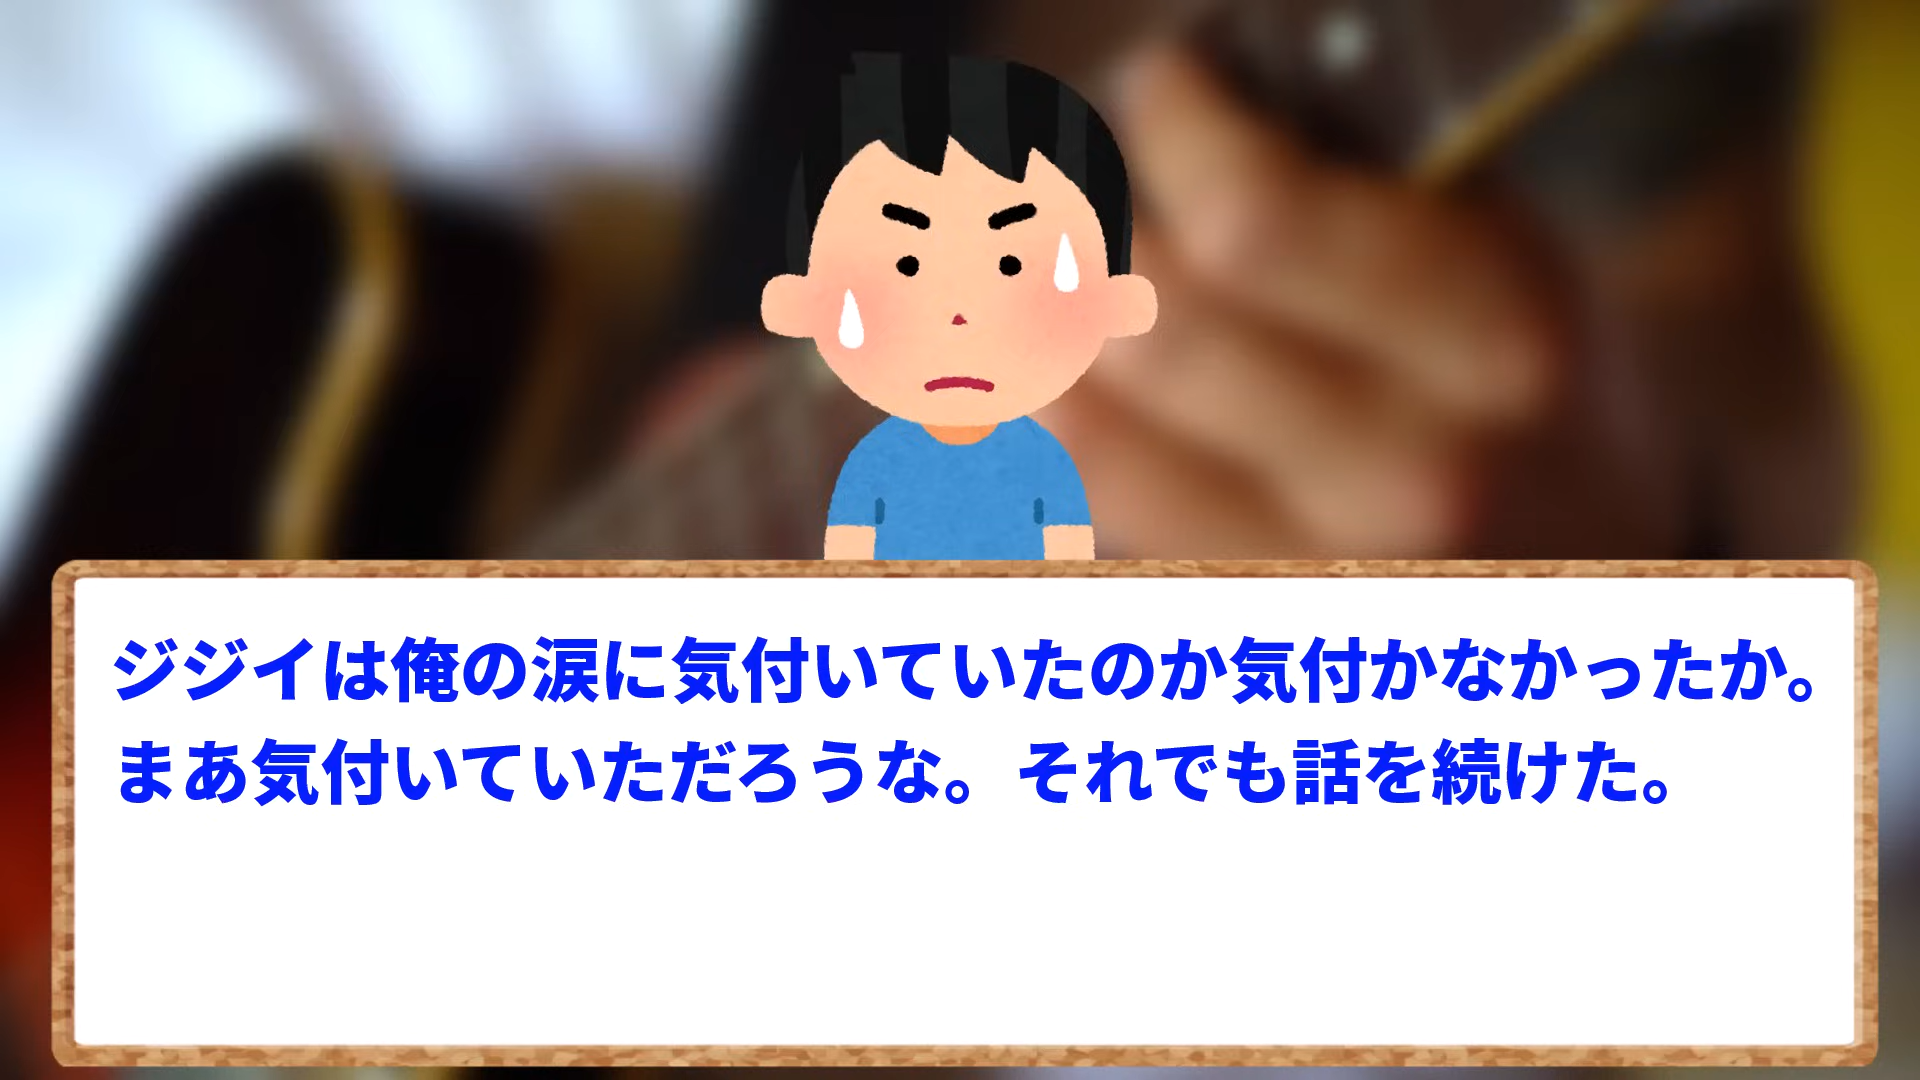 ジジイは俺の涙に気付いていたのか気付かなかったか。
まあ気付いていただろうな。それでも話を続けた。